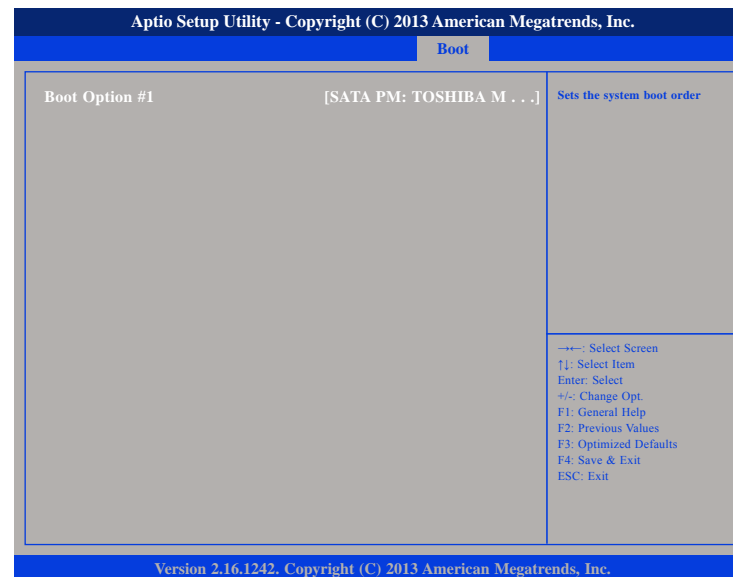 Aptio Setup Utility - Copyright (C) 2013 American Megatrends, Inc.
Boot
Boot Option #1 [SATA PM: TOSHIBA M . . .]
Sets the system boot order
→←: Select Screen
↑↓: Select Item
Enter: Select
+/-: Change Opt.
F1: General Help
F2: Previous Values
F3: Optimized Defaults
F4: Save & Exit
ESC: Exit
Version 2.16.1242. Copyright (C) 2013 American Megatrends, Inc.